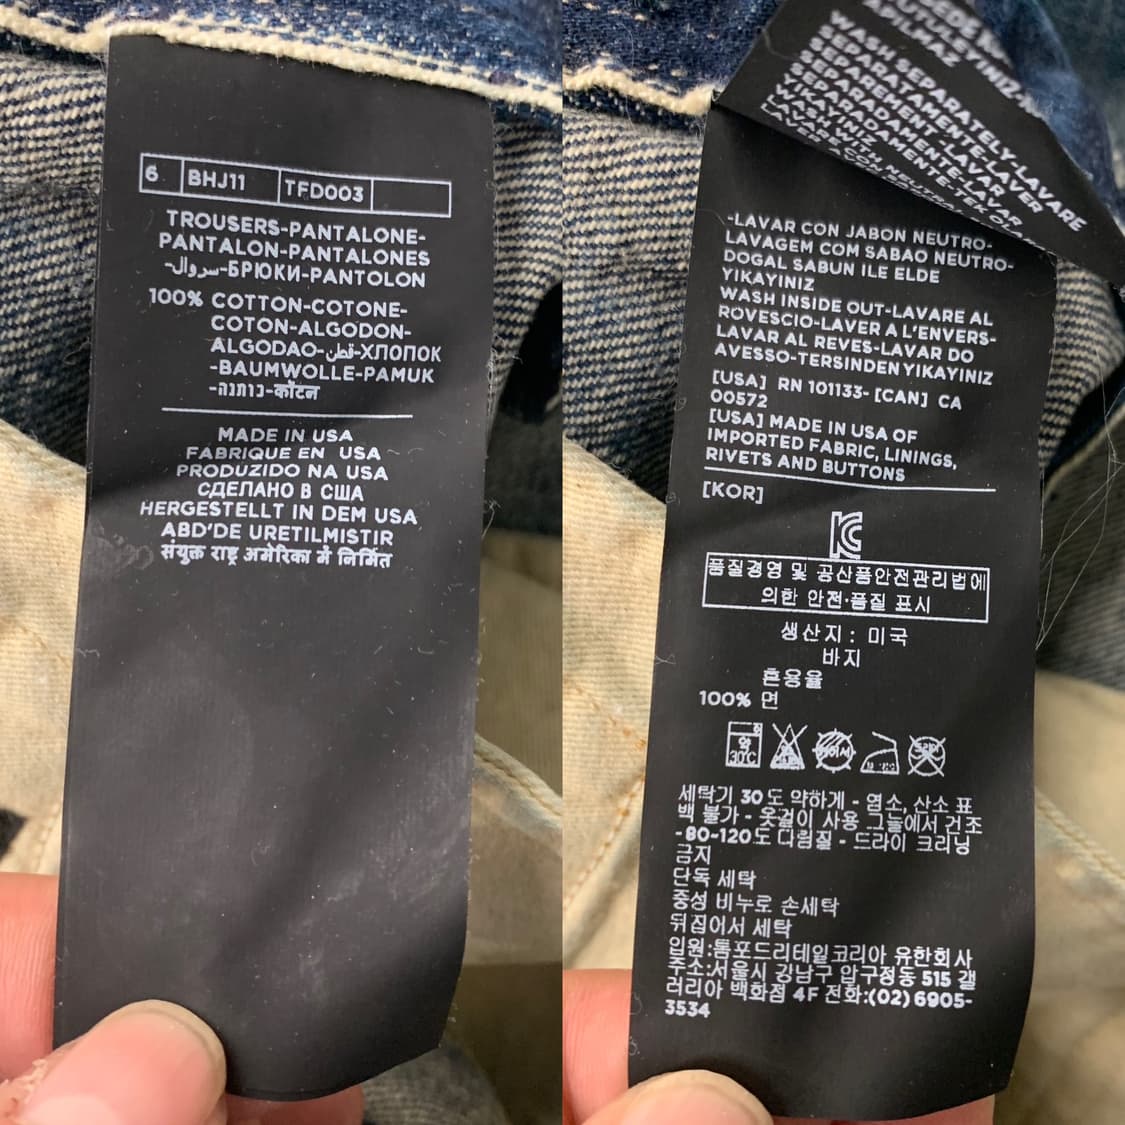 6 BHJ11 TFD003
TROUSERS-PANTALONE-
PANTALON-PANTALONES
-سروال-БРЮКИ-PANTOLON
100% COTTON-COTONE-
COTON-ALGODON-
ALGODAO-قطن-ХЛОПОК
-BAUMWOLLE-PAMUK
-כותנה-कॉटन
MADE IN USA
FABRIQUE EN USA
PRODUZIDO NA USA
СДЕЛАНО В США
HERGESTELLT IN DEM USA
ABD'DE URETILMISTIR
संयुक्त राष्ट्र अमेरिका में निर्मित
APILMAZ
WASH SEPARATELY-LAVARE
SEPARATAMENTE-LAVER
SEPAREMENT-LAVAR
SEPARADAMENTE-LAVAR
YIKAYINIZ
WASH WITH NEUTRAL
LAVERE CON
-LAVAR CON JABON NEUTRO-
LAVAGEM COM SABAO NEUTRO-
DOGAL SABUN ILE ELDE
YIKAYINIZ
WASH INSIDE OUT-LAVARE AL
ROVESCIO-LAVER A L'ENVERS-
LAVAR AL REVES-LAVAR DO
AVESSO-TERSINDEN YIKAYINIZ
[USA] RN 101133- [CAN] CA
00572
[USA] MADE IN USA OF
IMPORTED FABRIC, LININGS,
RIVETS AND BUTTONS
[KOR]
품질경영 및 공산품안전관리법에
의한 안전·품질 표시
생산지 : 미국
바지
혼용율
100% 면
약 30℃
세탁기 30도 약하게 - 염소, 산소 표
백 불가 - 옷걸이 사용 그늘에서 건조
-80-120도 다림질 - 드라이 크리닝
금지
단독 세탁
중성 비누로 손세탁
뒤집어서 세탁
입원:톰포드리테일코리아 유한회사
주소:서울시 강남구 압구정동 515 갤
러리아 백화점 4F 전화:(02) 6905-
3534